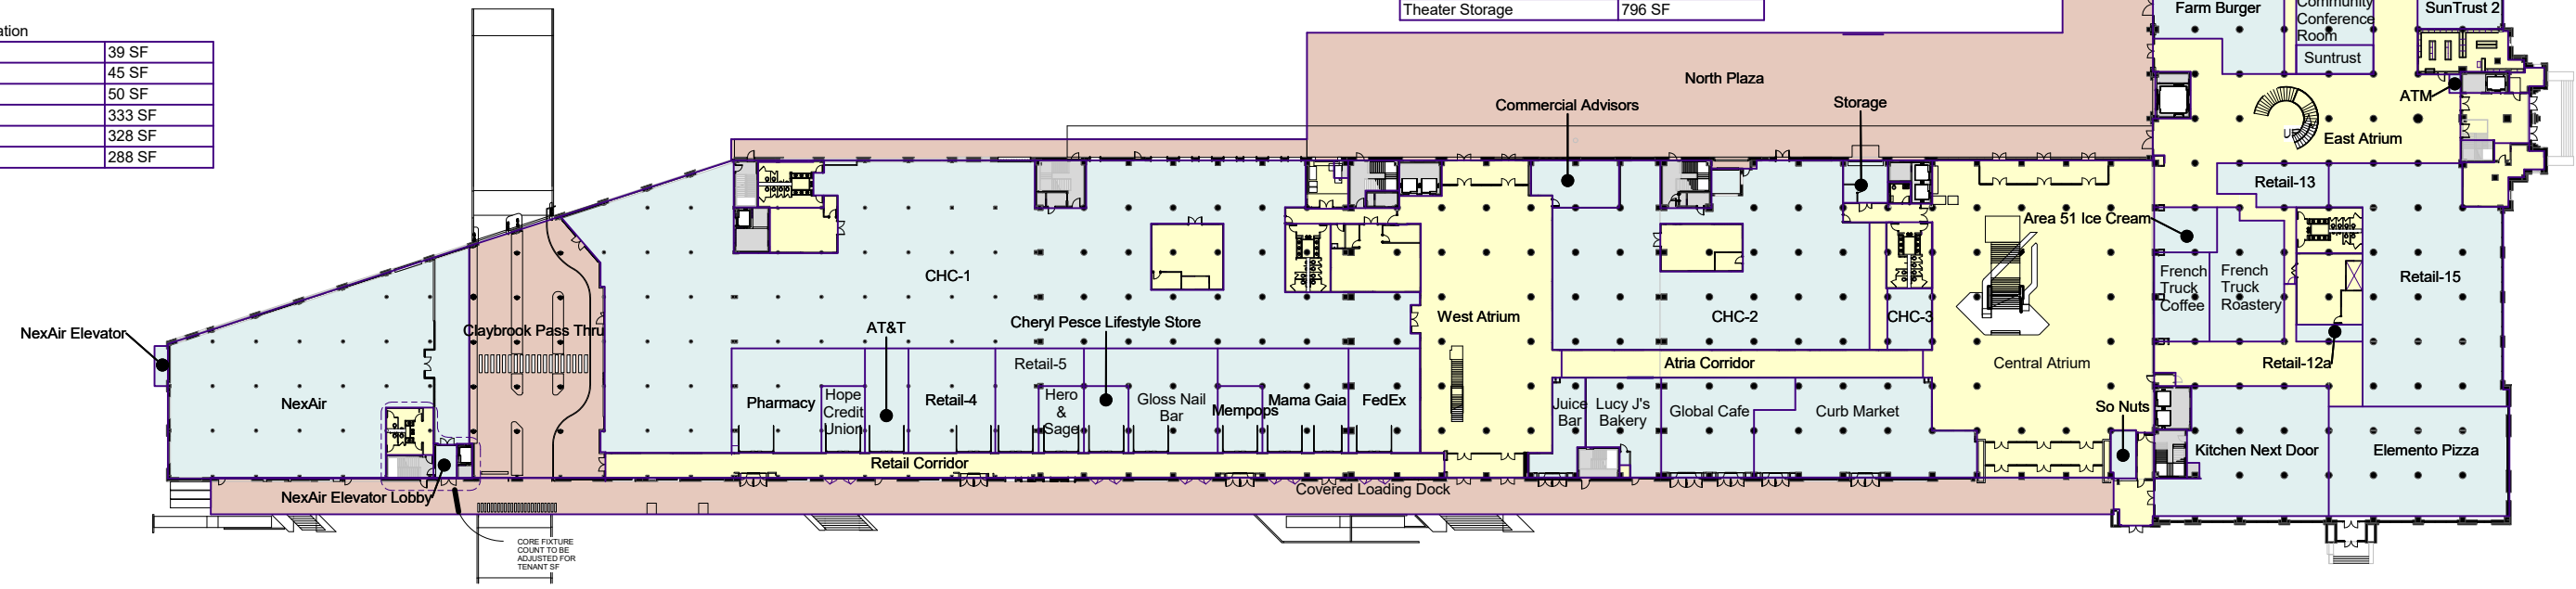 Theater Storage 796 SF
ation
39 SF
45 SF
50 SF
333 SF
328 SF
288 SF
Farm Burger
Community
Conference
Room
SunTrust 2
Suntrust
North Plaza
ATM
Commercial Advisors
Storage
UP
East Atrium
Retail-13
Area 51 Ice Cream
French
Truck
Coffee
French
Truck
Roastery
Retail-15
CHC-1
NexAir Elevator
Claybrook Pass Thru
AT&T
Cheryl Pesce Lifestyle Store
West Atrium
CHC-2
CHC-3
Atria Corridor
Central Atrium
Retail-12a
Retail-5
NexAir
Pharmacy
Hope
Credit
Union
Retail-4
Hero
&
Sage
Gloss Nail
Bar
Mempops
Mama Gaia
FedEx
Juice
Bar
Lucy J's
Bakery
Global Cafe
Curb Market
So Nuts
Kitchen Next Door
Elemento Pizza
Retail Corridor
NexAir Elevator Lobby
Covered Loading Dock
CORE FIXTURE
COUNT TO BE
ADJUSTED FOR
TENANT SF